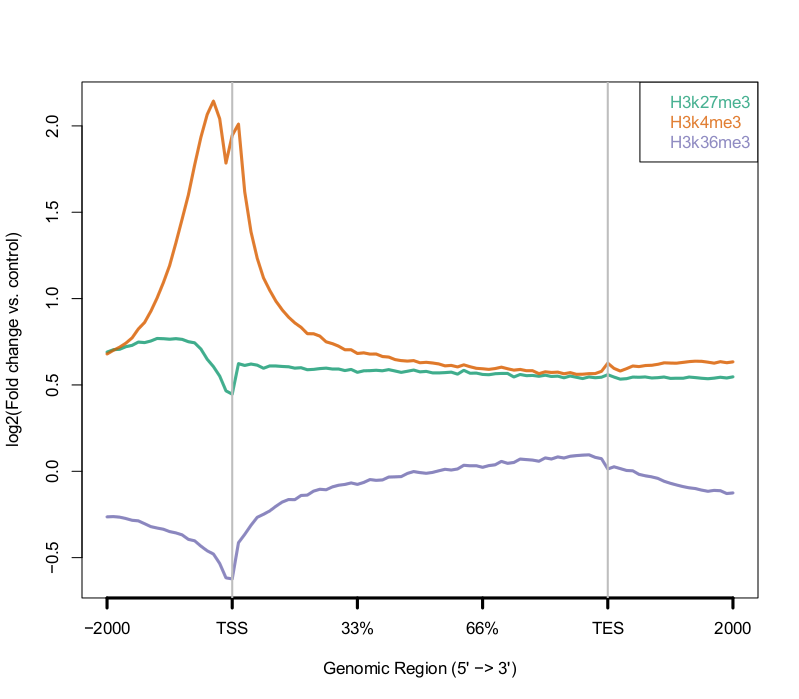 H3k27me3
H3k4me3
H3k36me3
2.0
1.5
1.0
0.5
0.0
−0.5
log2(Fold change vs. control)
−2000 TSS 33% 66% TES 2000
Genomic Region (5' −> 3')